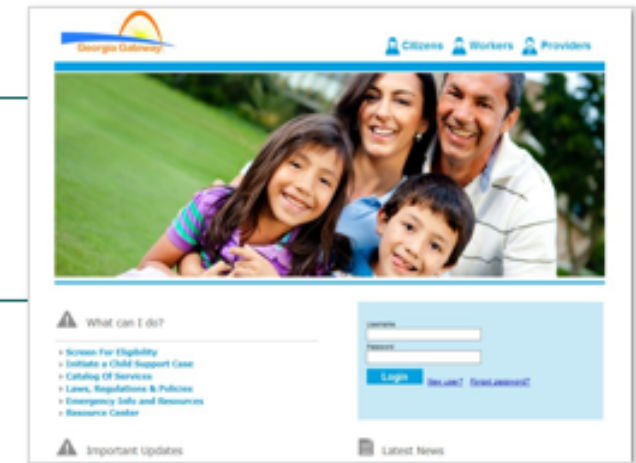 Georgia Gateway
Citizens Workers Providers
What can I do?
Screen For Eligibility
Initiate a Child Support Case
Catalog Of Services
Laws, Regulations & Policies
Emergency Info and Resources
Resource Center
Username
Password
Login New user? Forgot password?
Important Updates
Latest News